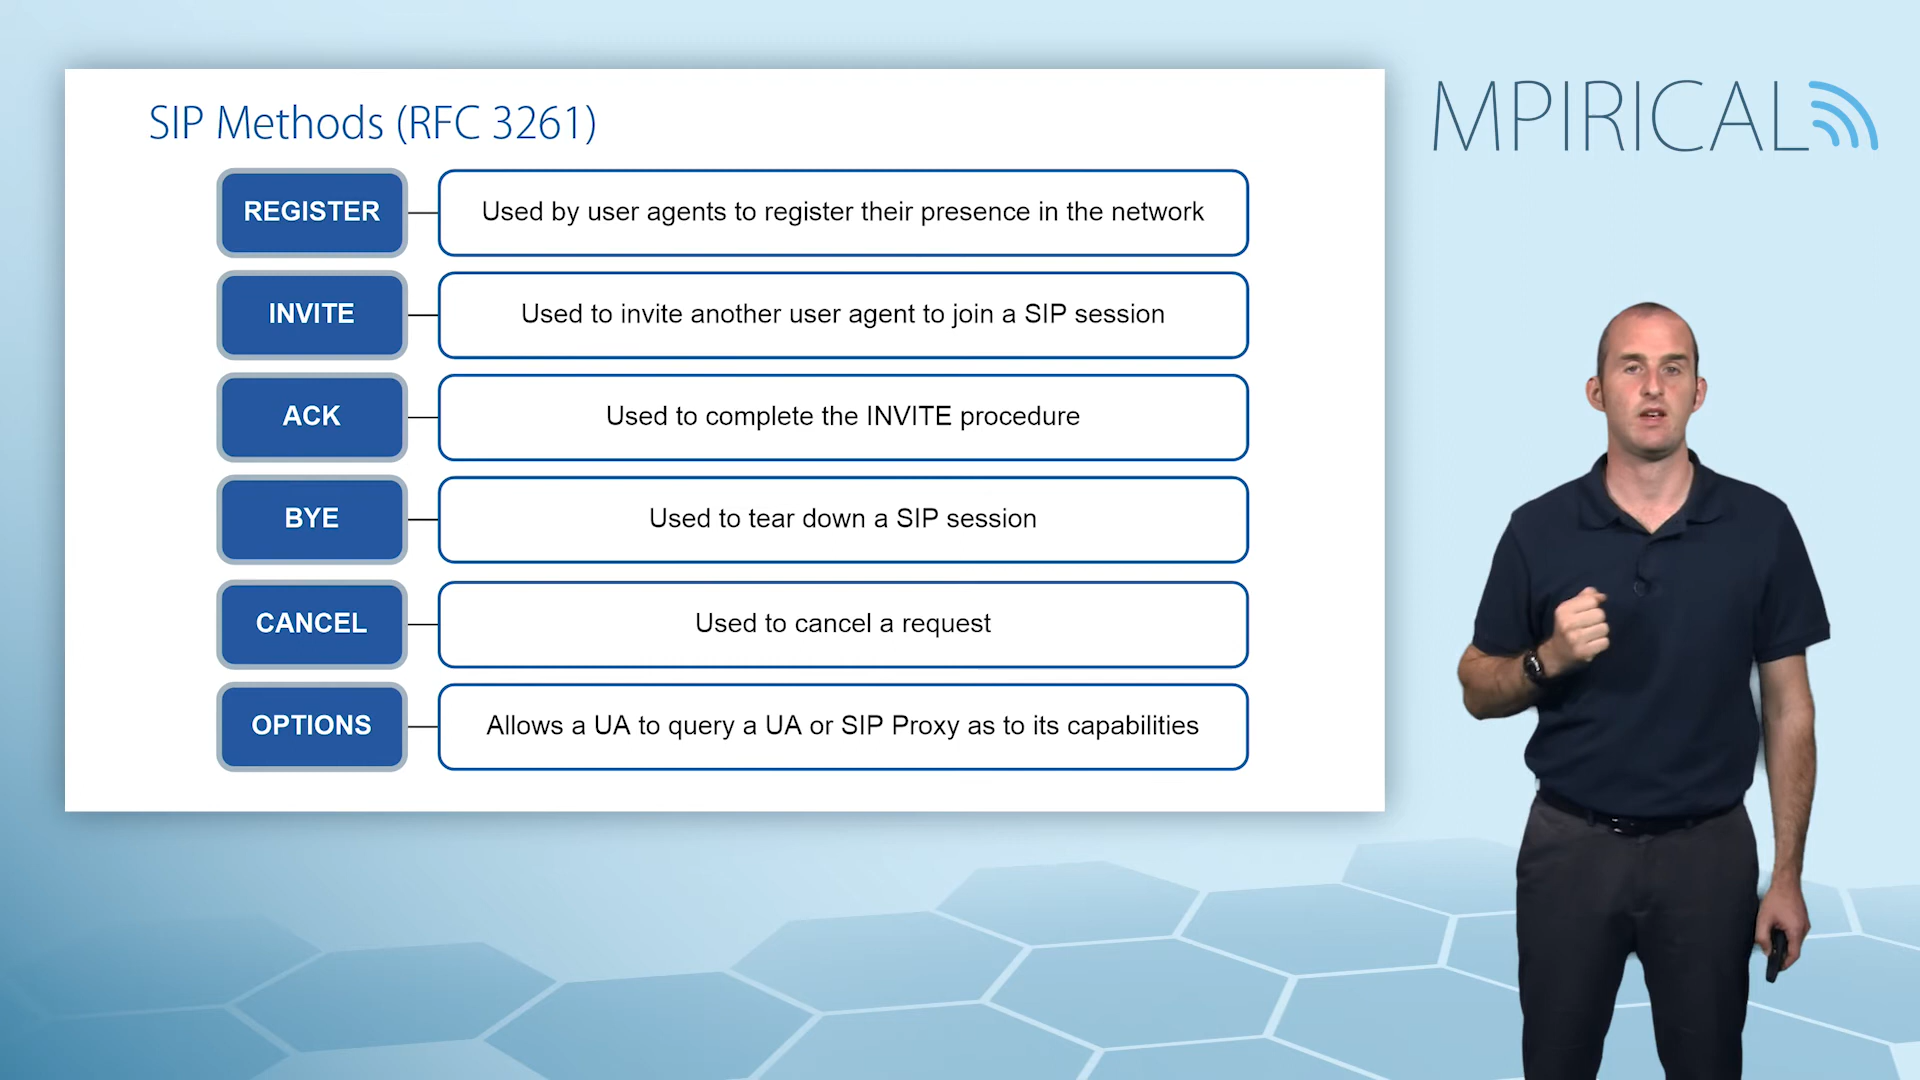 SIP Methods (RFC 3261)
MPIRICAL
REGISTER
Used by user agents to register their presence in the network
INVITE
Used to invite another user agent to join a SIP session
ACK
Used to complete the INVITE procedure
BYE
Used to tear down a SIP session
CANCEL
Used to cancel a request
OPTIONS
Allows a UA to query a UA or SIP Proxy as to its capabilities